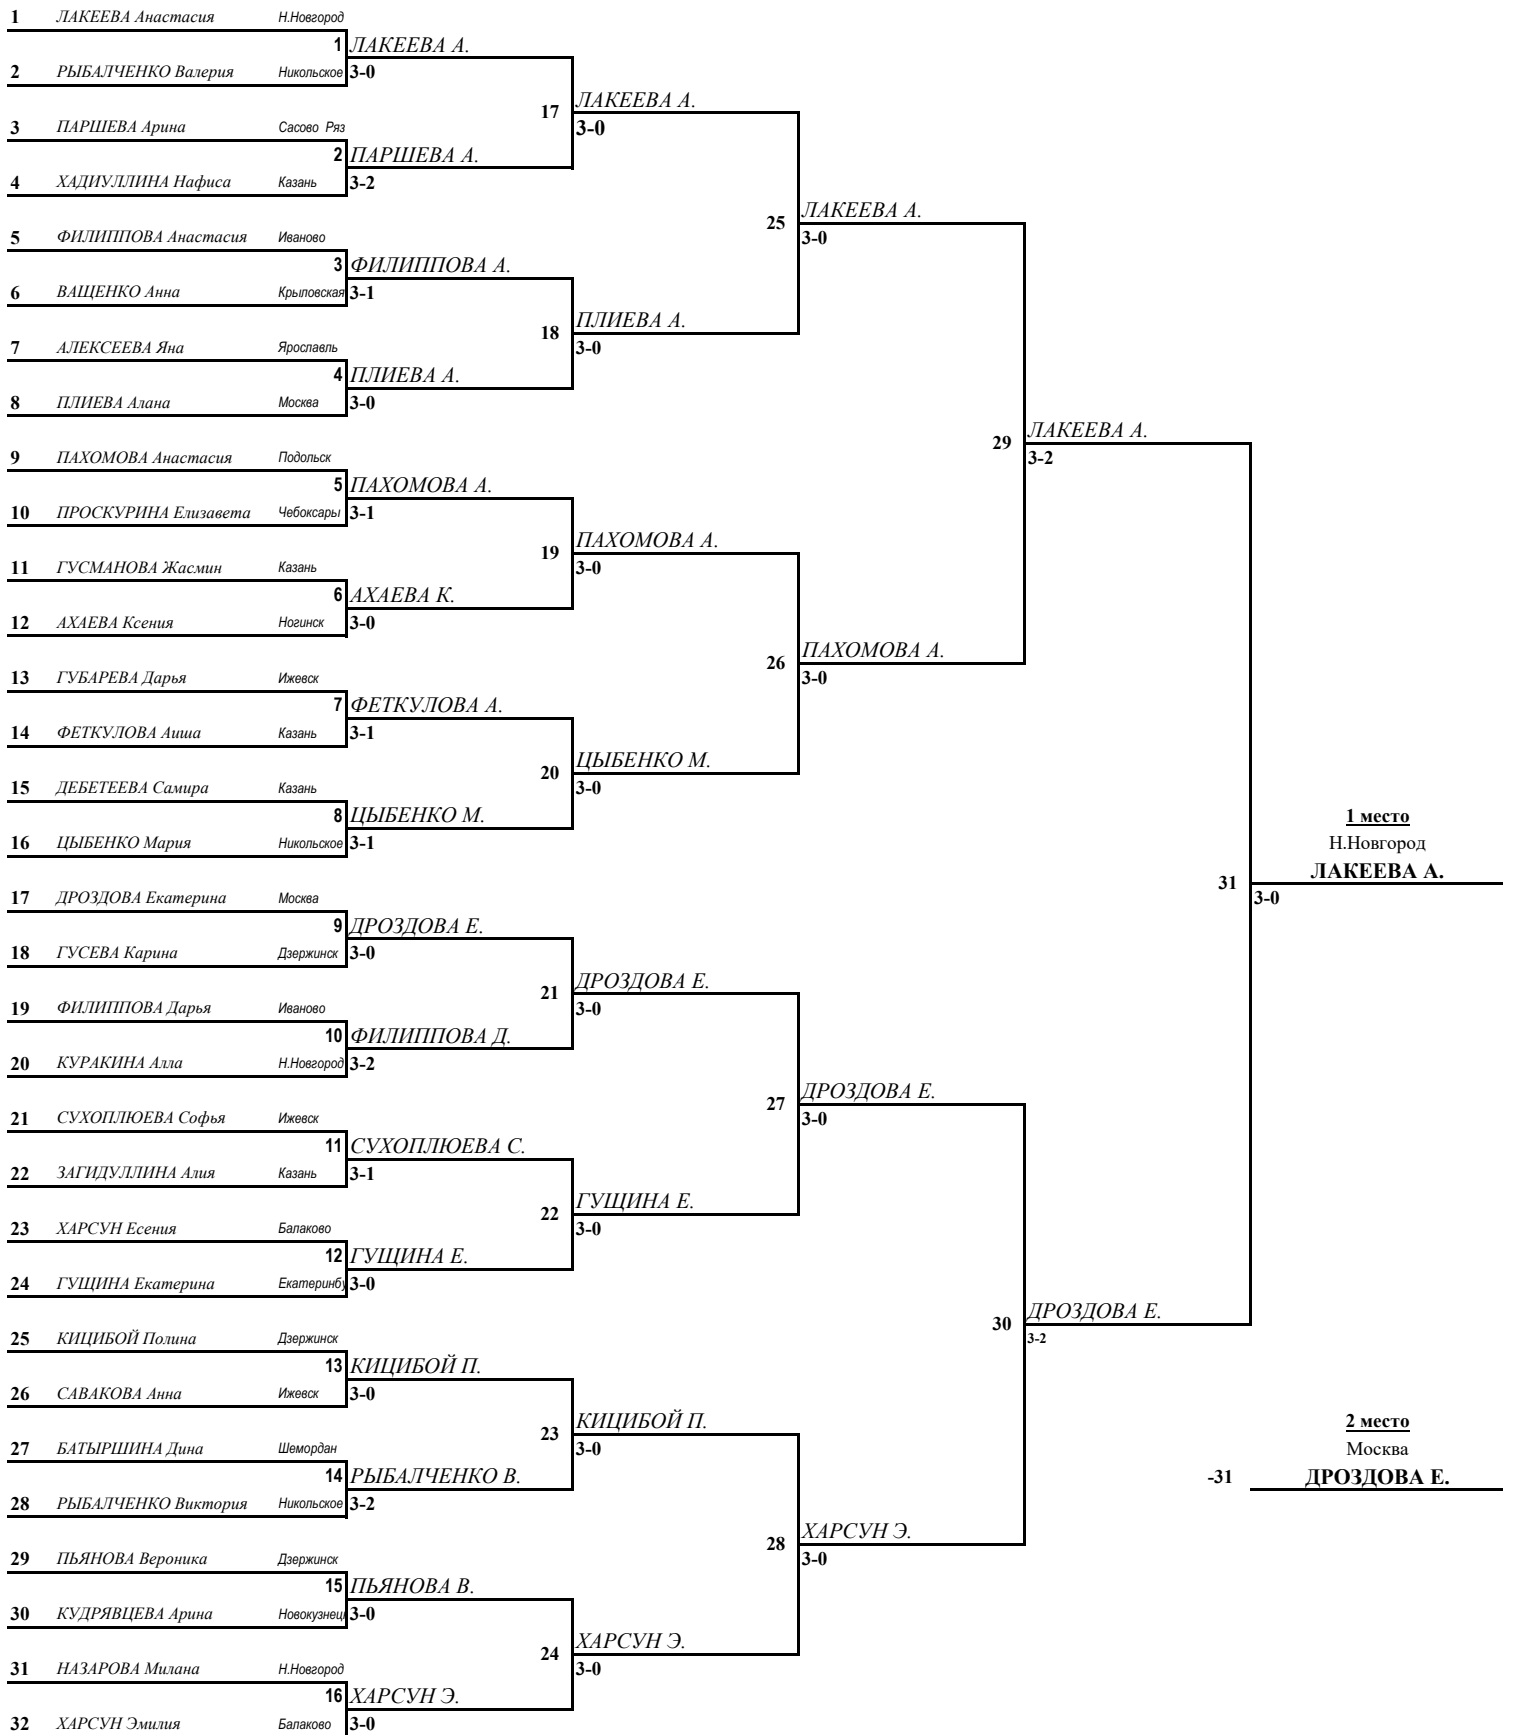 1 ЛАКЕЕВА Анастасия Н.Новгород
1 ЛАКЕЕВА А.
2 РЫБАЛЧЕНКО Валерия Никольское 3-0
17 ЛАКЕЕВА А.
3 ПАРШЕВА Арина Сасово Ряз 3-0
2 ПАРШЕВА А.
4 ХАДИУЛЛИНА Нафиса Казань 3-2
25 ЛАКЕЕВА А.
5 ФИЛИППОВА Анастасия Иваново 3-0
3 ФИЛИППОВА А.
6 ВАЩЕНКО Анна Крыловская 3-1
18 ПЛИЕВА А.
7 АЛЕКСЕЕВА Яна Ярославль 3-0
4 ПЛИЕВА А.
8 ПЛИЕВА Алана Москва 3-0
29 ЛАКЕЕВА А.
9 ПАХОМОВА Анастасия Подольск 3-2
5 ПАХОМОВА А.
10 ПРОСКУРИНА Елизавета Чебоксары 3-1
19 ПАХОМОВА А.
11 ГУСМАНОВА Жасмин Казань 3-0
6 АХАЕВА К.
12 АХАЕВА Ксения Ногинск 3-0
26 ПАХОМОВА А.
13 ГУБАРЕВА Дарья Ижевск 3-0
7 ФЕТКУЛОВА А.
14 ФЕТКУЛОВА Аиша Казань 3-1
20 ЦЫБЕНКО М.
15 ДЕБЕТЕЕВА Самира Казань 3-0
8 ЦЫБЕНКО М. 1 место
16 ЦЫБЕНКО Мария Никольское 3-1 Н.Новгород
31 ЛАКЕЕВА А.
17 ДРОЗДОВА Екатерина Москва 3-0
9 ДРОЗДОВА Е.
18 ГУСЕВА Карина Дзержинск 3-0
21 ДРОЗДОВА Е.
19 ФИЛИППОВА Дарья Иваново 3-0
10 ФИЛИППОВА Д.
20 КУРАКИНА Алла Н.Новгород 3-2
27 ДРОЗДОВА Е.
21 СУХОПЛЮЕВА Софья Ижевск 3-0
11 СУХОПЛЮЕВА С.
22 ЗАГИДУЛЛИНА Алия Казань 3-1
22 ГУЩИНА Е.
23 ХАРСУН Есения Балаково 3-0
12 ГУЩИНА Е.
24 ГУЩИНА Екатерина Екатеринбу 3-0
30 ДРОЗДОВА Е.
25 КИЦИБОЙ Полина Дзержинск 3-2
13 КИЦИБОЙ П.
26 САВАКОВА Анна Ижевск 3-0
23 КИЦИБОЙ П. 2 место
27 БАТЫРШИНА Дина Шемордан 3-0 Москва
14 РЫБАЛЧЕНКО В. -31 ДРОЗДОВА Е.
28 РЫБАЛЧЕНКО Виктория Никольское 3-2
28 ХАРСУН Э.
29 ПЬЯНОВА Вероника Дзержинск 3-0
15 ПЬЯНОВА В.
30 КУДРЯВЦЕВА Арина Новокузнец 3-0
24 ХАРСУН Э.
31 НАЗАРОВА Милана Н.Новгород 3-0
16 ХАРСУН Э.
32 ХАРСУН Эмилия Балаково 3-0